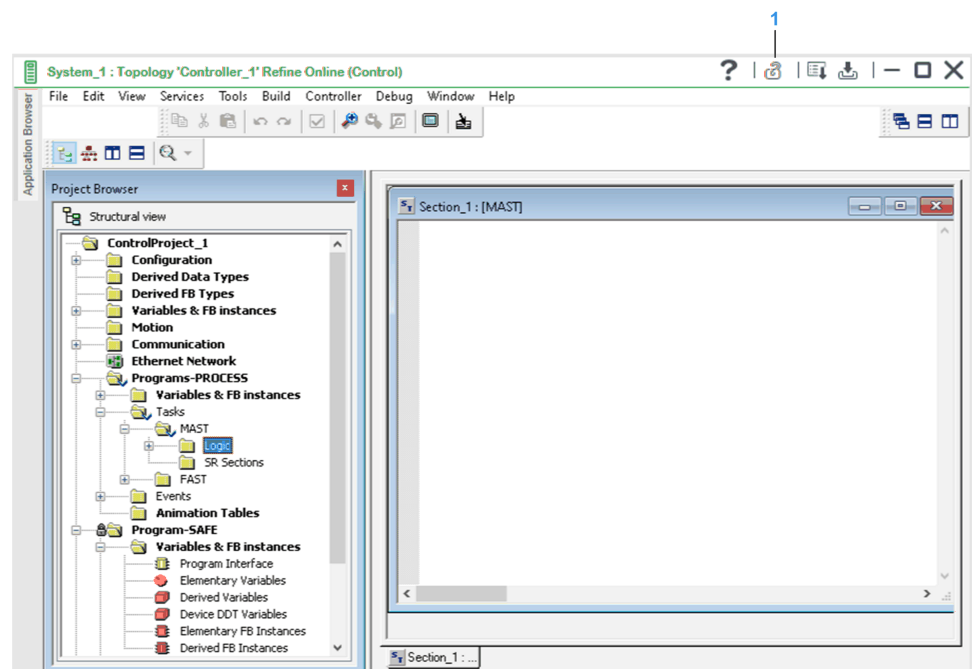 1
System_1 : Topology 'Controller_1' Refine Online (Control)
File Edit View Services Tools Build Controller Debug Window Help
Application Browser
Project Browser
Structural view
ControlProject_1
Configuration
Derived Data Types
Derived FB Types
Variables & FB instances
Motion
Communication
Ethernet Network
Programs-PROCESS
Variables & FB instances
Tasks
MAST
Logic
SR Sections
FAST
Events
Animation Tables
Program-SAFE
Variables & FB instances
Program Interface
Elementary Variables
Derived Variables
Device DDT Variables
Elementary FB Instances
Derived FB Instances
Section_1 : [MAST]
Section_1 : ...